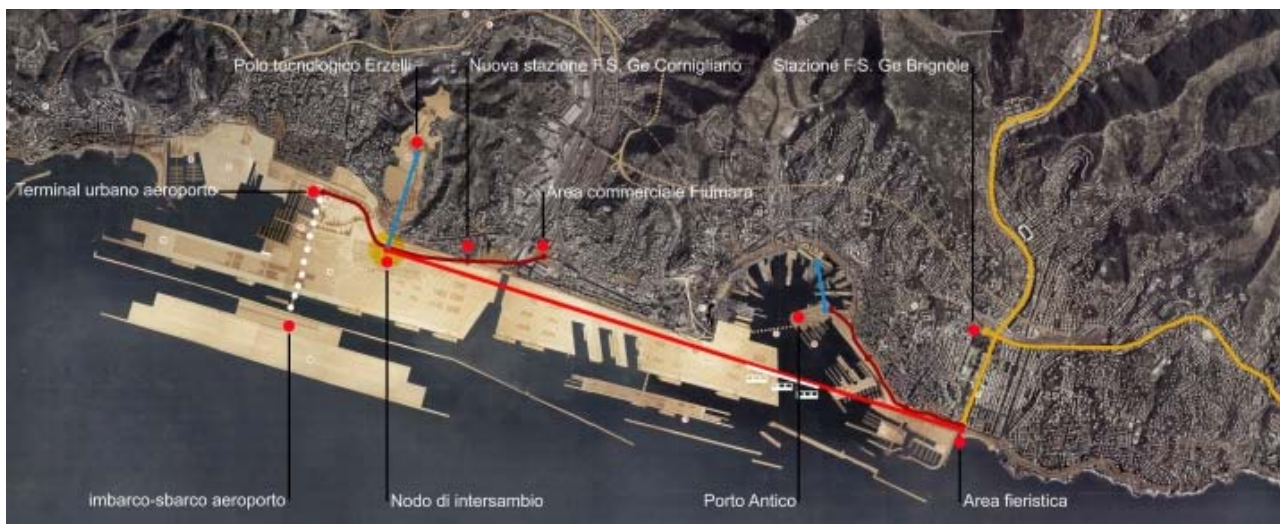 Polo tecnologico Erzelli
Nuova stazione F.S. Ge Cornigliano
Stazione F.S. Ge Brignole
Terminal urbano aeroporto
Area commerciale Fiumara
imbarco-sbarco aeroporto
Nodo di intersambio
Porto Antico
Area fieristica